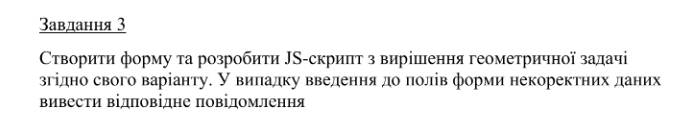 Завдання 3
Створити форму та розробити JS-скрипт з вирішення геометричної задачі
згідно свого варіанту. У випадку введення до полів форми некоректних даних
вивести відповідне повідомлення